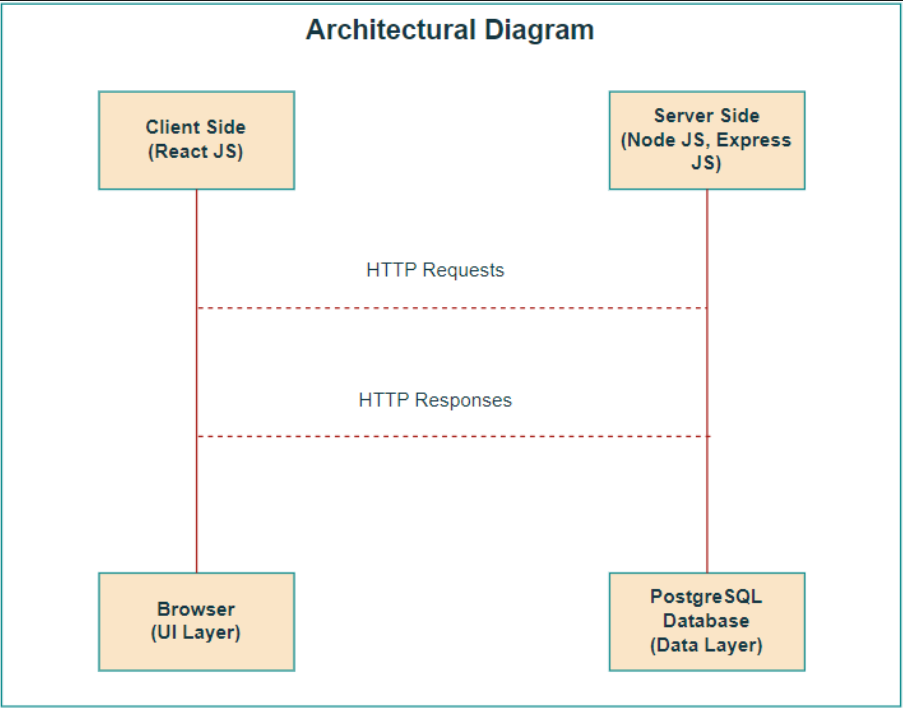 Architectural Diagram
Client Side
(React JS)
Server Side
(Node JS, Express
JS)
HTTP Requests
HTTP Responses
Browser
(UI Layer)
PostgreSQL
Database
(Data Layer)